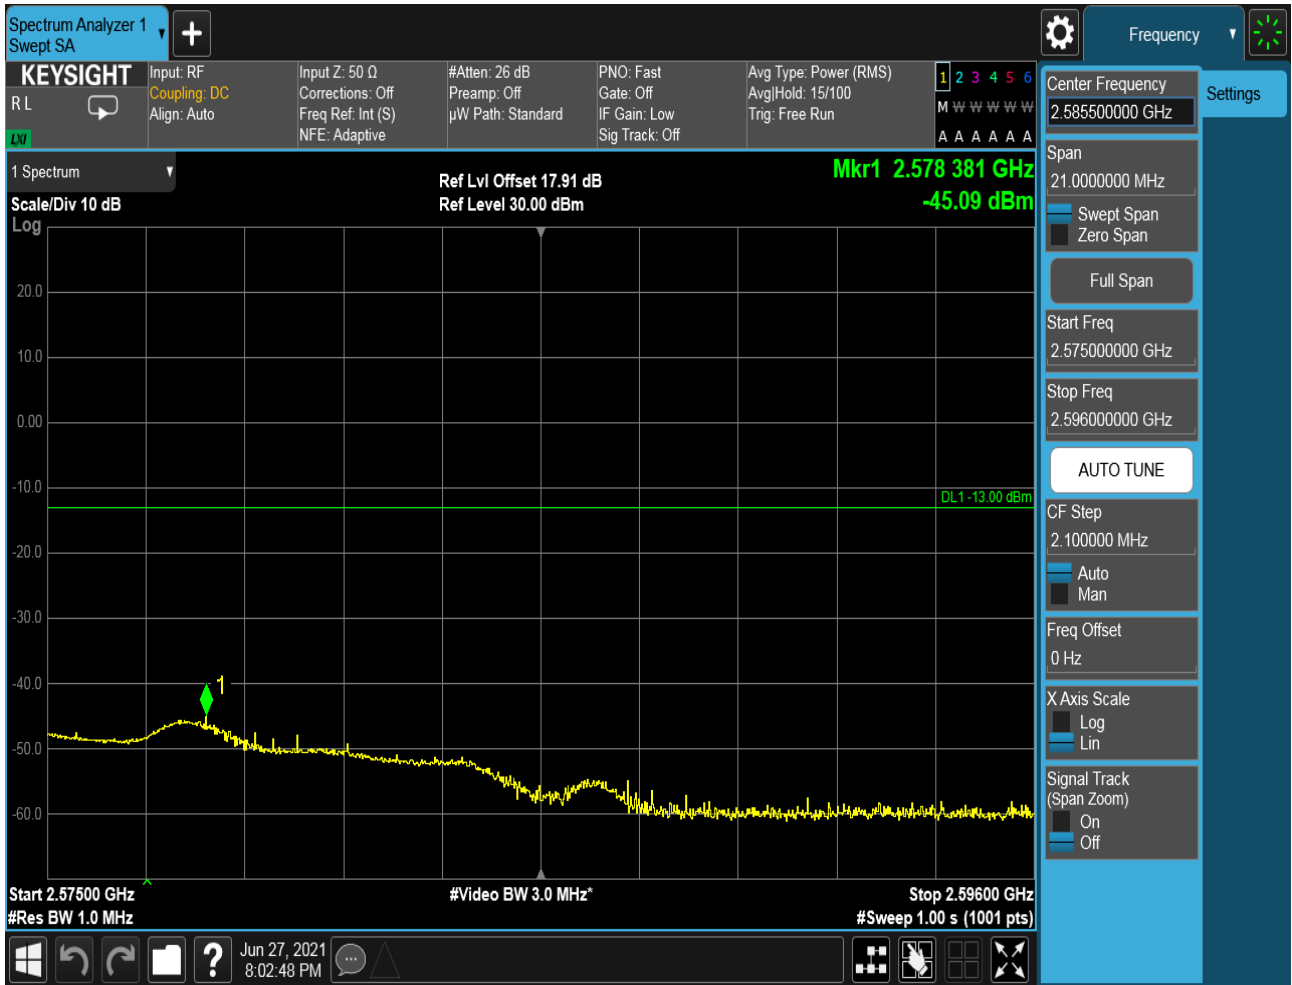 Spectrum Analyzer 1
Swept SA
Frequency
KEYSIGHT
R L
LXI
Input: RF
Coupling: DC
Align: Auto
Input Z: 50 Ω
Corrections: Off
Freq Ref: Int (S)
NFE: Adaptive
#Atten: 26 dB
Preamp: Off
µW Path: Standard
PNO: Fast
Gate: Off
IF Gain: Low
Sig Track: Off
Avg Type: Power (RMS)
Avg|Hold: 15/100
Trig: Free Run
1 2 3 4 5 6
M W W W W W
A A A A A A
1 Spectrum
Scale/Div 10 dB
Log
Ref Lvl Offset 17.91 dB
Ref Level 30.00 dBm
Mkr1 2.578 381 GHz
-45.09 dBm
20.0
10.0
0.00
-10.0
DL1 -13.00 dBm
-20.0
-30.0
-40.0
1
-50.0
-60.0
Start 2.57500 GHz
#Res BW 1.0 MHz
#Video BW 3.0 MHz*
Stop 2.59600 GHz
#Sweep 1.00 s (1001 pts)
Jun 27, 2021
8:02:48 PM
Center Frequency
2.585500000 GHz
Settings
Span
21.0000000 MHz
Swept Span
Zero Span
Full Span
Start Freq
2.575000000 GHz
Stop Freq
2.596000000 GHz
AUTO TUNE
CF Step
2.100000 MHz
Auto
Man
Freq Offset
0 Hz
X Axis Scale
Log
Lin
Signal Track
(Span Zoom)
On
Off